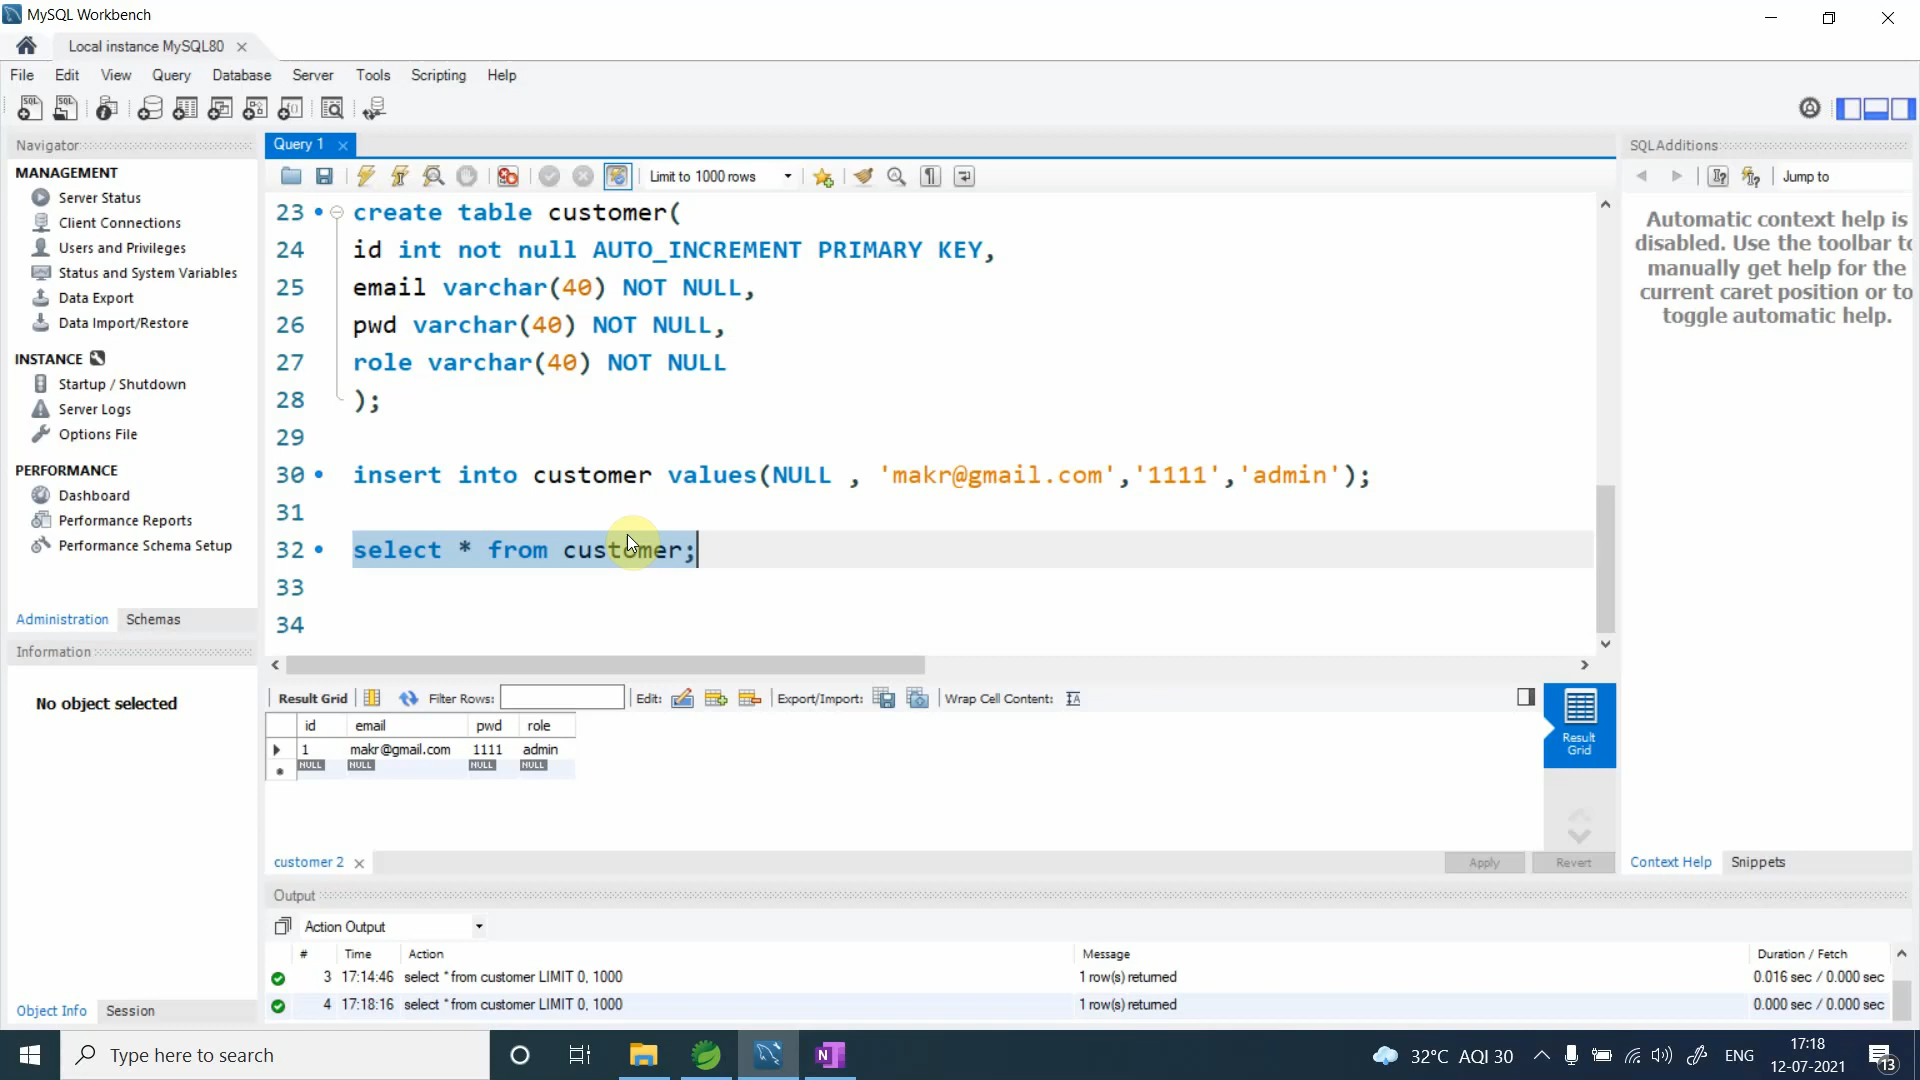 MySQL Workbench
Local instance MySQL80
File Edit View Query Database Server Tools Scripting Help
Navigator
MANAGEMENT
Server Status
Client Connections
Users and Privileges
Status and System Variables
Data Export
Data Import/Restore
INSTANCE
Startup / Shutdown
Server Logs
Options File
PERFORMANCE
Dashboard
Performance Reports
Performance Schema Setup
Administration Schemas
Information
No object selected
Object Info Session
Query 1
Limit to 1000 rows
23 create table customer(
24 id int not null AUTO_INCREMENT PRIMARY KEY,
25 email varchar(40) NOT NULL,
26 pwd varchar(40) NOT NULL,
27 role varchar(40) NOT NULL
28 );
29
30 insert into customer values(NULL , 'makr@gmail.com','1111','admin');
31
32 select * from customer;
33
34
Result Grid Filter Rows: Edit: Export/Import: Wrap Cell Content:
id email pwd role
1 makr@gmail.com 1111 admin
NULL NULL NULL NULL
Result
Grid
customer 2
Apply Revert
Output
Action Output
# Time Action Message Duration / Fetch
3 17:14:46 select * from customer LIMIT 0, 1000 1 row(s) returned 0.016 sec / 0.000 sec
4 17:18:16 select * from customer LIMIT 0, 1000 1 row(s) returned 0.000 sec / 0.000 sec
SQLAdditions
Jump to
Automatic context help is
disabled. Use the toolbar to
manually get help for the
current caret position or to
toggle automatic help.
Context Help Snippets
Type here to search
32°C AQI 30
ENG
17:18
12-07-2021
13